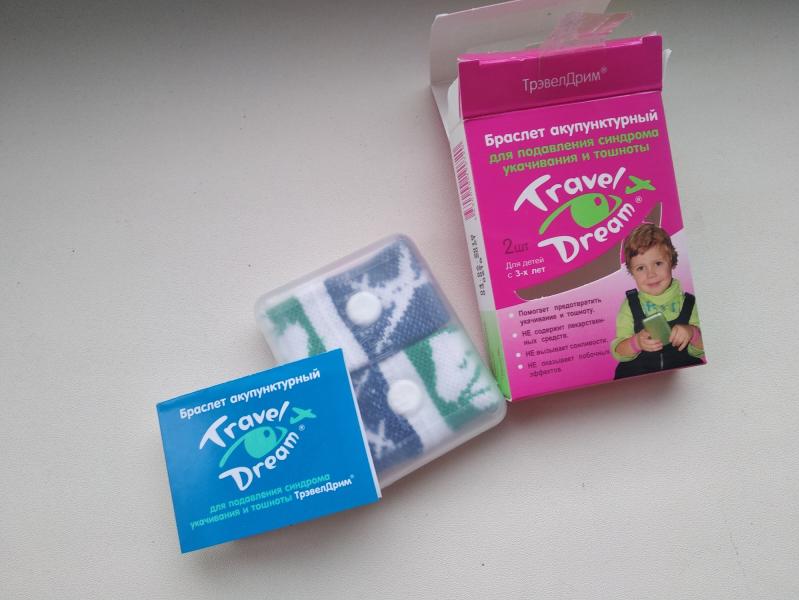 ТрэвелДрим®
Браслет акупунктурный
для подавления синдрома
укачивания и тошноты
Travel
Dream®
2шт
Для детей
с 3-х лет
• Помогает предотвратить
укачивание и тошноту.
• НЕ содержит лекарствен-
ных средств.
• НЕ вызывает сонливости.
• НЕ оказывает побочных
эффектов.
Браслет акупунктурный
Travel
Dream®
для подавления синдрома
укачивания и тошноты ТрэвелДрим®